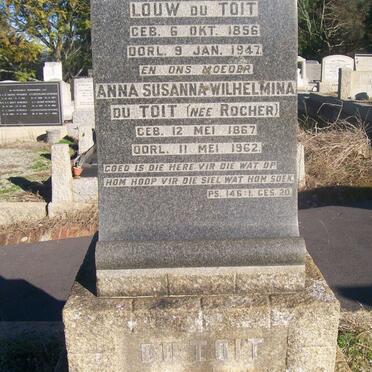 LOUW DU TOIT
GEB. 6 OKT. 1856
OORL. 9 JAN. 1947.
EN ONS MOEDER
ANNA SUSANNA WILHELMINA
DU TOIT (NEE ROCHER)
GEB. 12 MEI 1867
OORL. 11 MEI 1962.
GOED IS DIE HERE VIR DIE WAT OP
HOM HOOP VIR DIE SIEL WAT HOM SOEK.
PS. 146:1. GES. 20.
DU TOIT